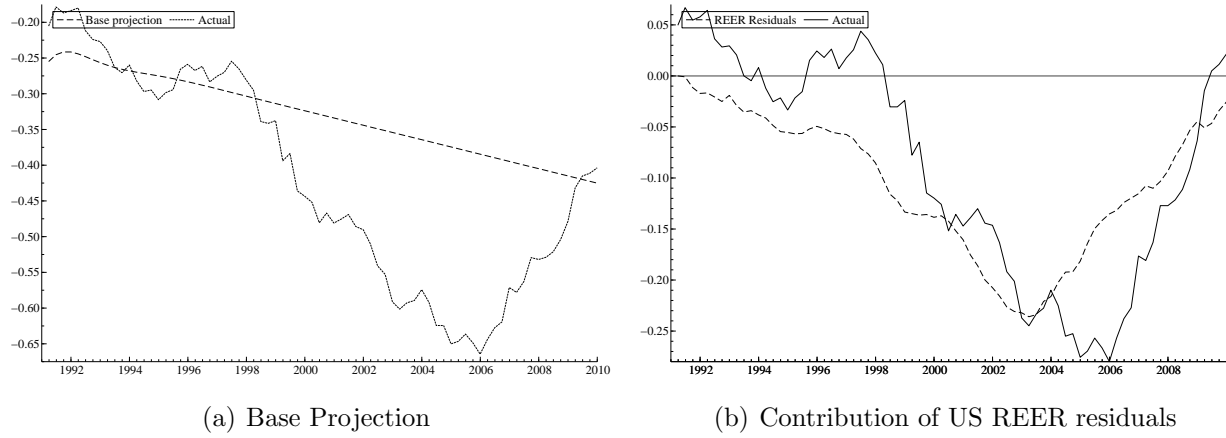 Base projection Actual
−0.20
−0.25
−0.30
−0.35
−0.40
−0.45
−0.50
−0.55
−0.60
−0.65
1992 1994 1996 1998 2000 2002 2004 2006 2008 2010
(a) Base Projection
REER Residuals Actual
0.05
0.00
−0.05
−0.10
−0.15
−0.20
−0.25
1992 1994 1996 1998 2000 2002 2004 2006 2008
(b) Contribution of US REER residuals